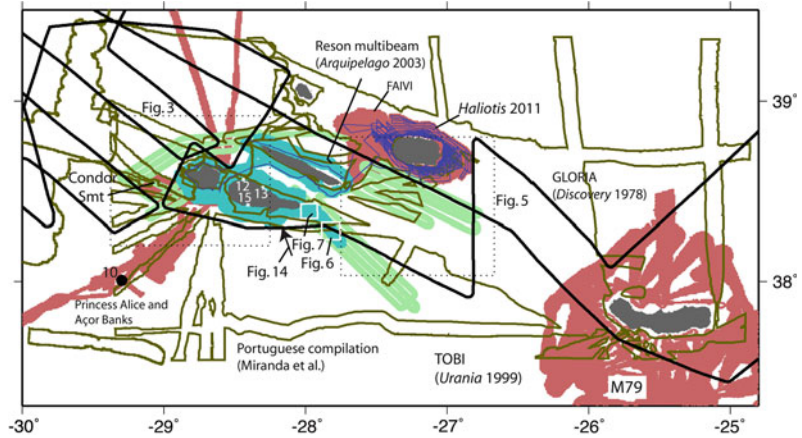 Reson multibeam
(Arquipelago 2003)
FAIVI
Haliotis 2011
39°
Fig. 3
Condor
Smt
12
13
15
GLORIA
(Discovery 1978)
Fig. 5
Fig. 7
Fig. 6
Fig. 14
10
38°
Princess Alice and
Açor Banks
Portuguese compilation
(Miranda et al.)
TOBI
(Urania 1999)
M79
-30°
-29°
-28°
-27°
-26°
-25°